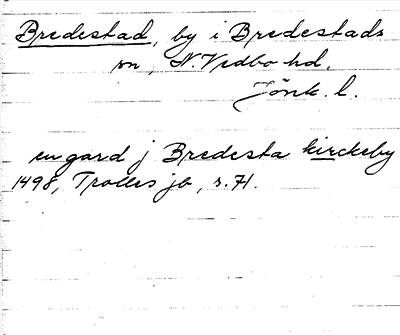 Bredestad, by i Bredestads
sn, N. Vedbo hd.
Jönk. l.
en gard j Bredesta kirckeby
1498, Trolles jb, s. 71.